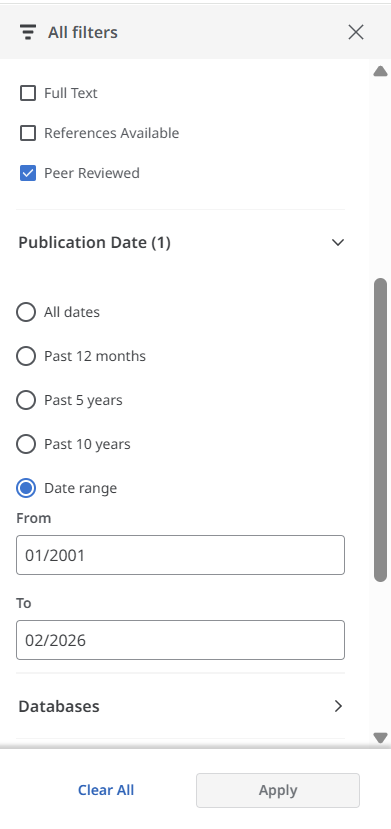 All filters
Full Text
References Available
Peer Reviewed
Publication Date (1)
All dates
Past 12 months
Past 5 years
Past 10 years
Date range
From
01/2001
To
02/2026
Databases
Clear All
Apply